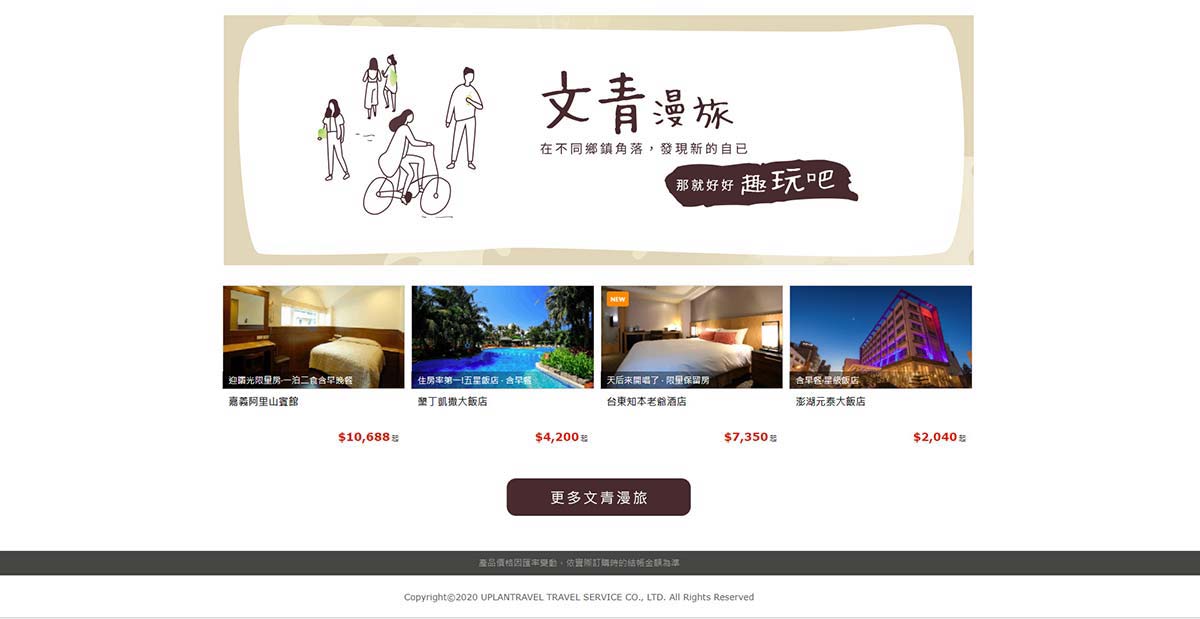 文青漫旅
在不同鄉鎮角落，發現新的自已
那就好好趣玩吧
迎曙光限量房‧一泊二食含早晚餐
嘉義阿里山賓館
$10,688起
住房率第一!五星飯店‧含早餐
墾丁凱撒大飯店
$4,200起
NEW
天后來開唱了‧限量保留房
台東知本老爺酒店
$7,350起
含早餐‧星級飯店
澎湖元泰大飯店
$2,040起
更多文青漫旅
產品價格因匯率變動，依實際訂購時的結帳金額為準
Copyright©2020 UPLANTRAVEL TRAVEL SERVICE CO., LTD. All Rights Reserved